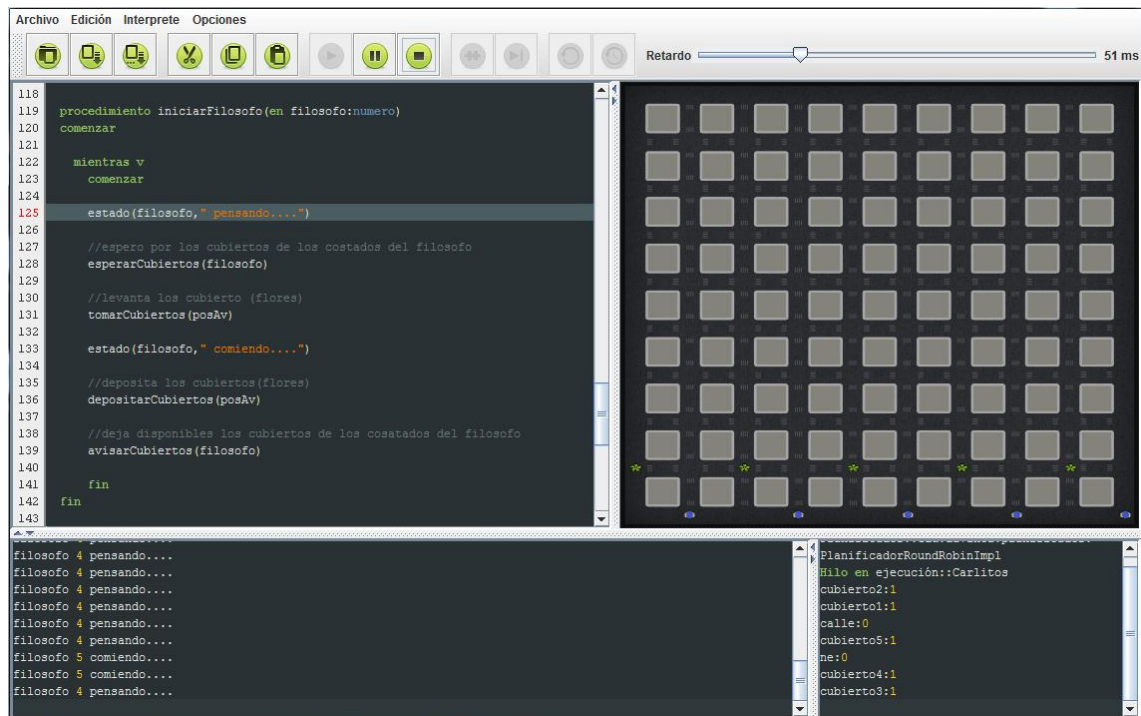 Archivo Edición Interprete Opciones
Retardo 51 ms
118
119 procedimiento iniciarFilosofo(en filosofo:numero)
120 comenzar
121
122 mientras v
123 comenzar
124
125 estado(filosofo," pensando....")
126
127 //espero por los cubiertos de los costados del filosofo
128 esperarCubiertos(filosofo)
129
130 //levanta los cubierto (flores)
131 tomarCubiertos(posAv)
132
133 estado(filosofo," comiendo....")
134
135 //deposita los cubiertos(flores)
136 depositarCubiertos(posAv)
137
138 //deja disponibles los cubiertos de los cosatados del filosofo
139 avisarCubiertos(filosofo)
140
141 fin
142 fin
143
filosofo 4 pensando....
filosofo 4 pensando....
filosofo 4 pensando....
filosofo 4 pensando....
filosofo 4 pensando....
filosofo 4 pensando....
filosofo 5 comiendo....
filosofo 5 comiendo....
filosofo 4 pensando....
PlanificadorRoundRobinImpl
Hilo en ejecución::Carlitos
cubierto2:1
cubierto1:1
calle:0
cubierto5:1
ne:0
cubierto4:1
cubierto3:1